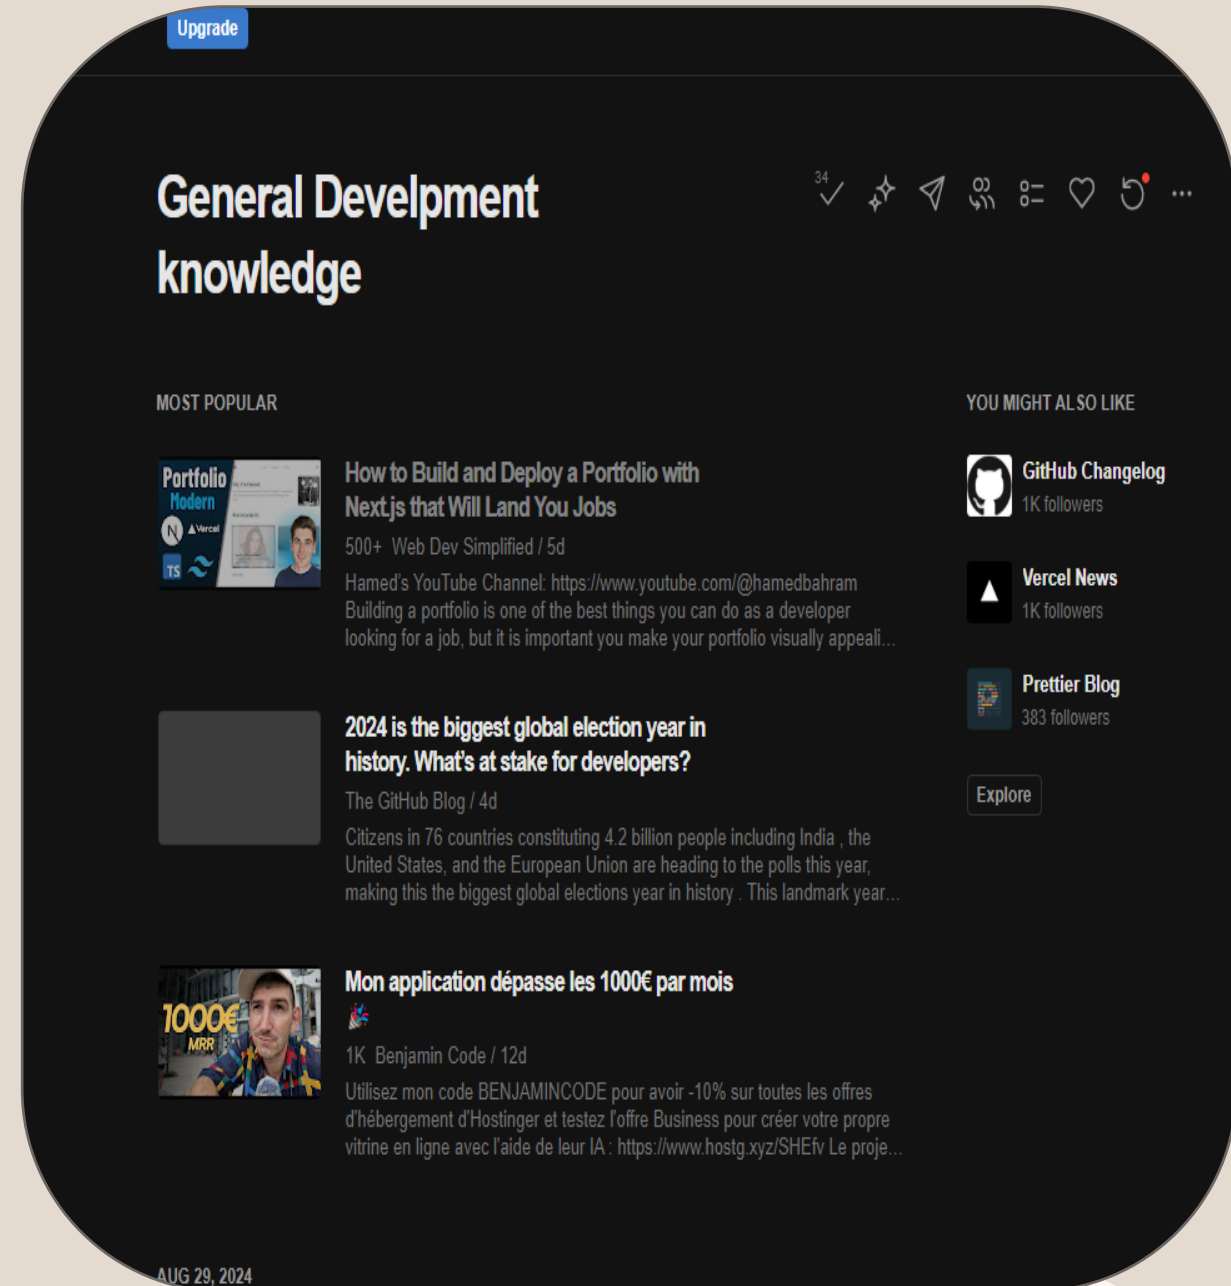 Upgrade
General Develpment
knowledge
34
MOST POPULAR
YOU MIGHT ALSO LIKE
Portfolio
Modern
N
Vercel
TS
How to Build and Deploy a Portfolio with
Next.js that Will Land You Jobs
500+ Web Dev Simplified / 5d
Hamed's YouTube Channel: https://www.youtube.com/@hamedbahram
Building a portfolio is one of the best things you can do as a developer
looking for a job, but it is important you make your portfolio visually appeali...
2024 is the biggest global election year in
history. What's at stake for developers?
The GitHub Blog / 4d
Citizens in 76 countries constituting 4.2 billion people including India , the
United States, and the European Union are heading to the polls this year,
making this the biggest global elections year in history . This landmark year...
1000€
MRR
Mon application dépasse les 1000€ par mois
🎉
1K Benjamin Code / 12d
Utilisez mon code BENJAMINCODE pour avoir -10% sur toutes les offres
d'hébergement d'Hostinger et testez l'offre Business pour créer votre propre
vitrine en ligne avec l'aide de leur IA : https://www.hostg.xyz/SHEfv Le proje...
GitHub Changelog
1K followers
Vercel News
1K followers
Prettier Blog
383 followers
Explore
AUG 29, 2024